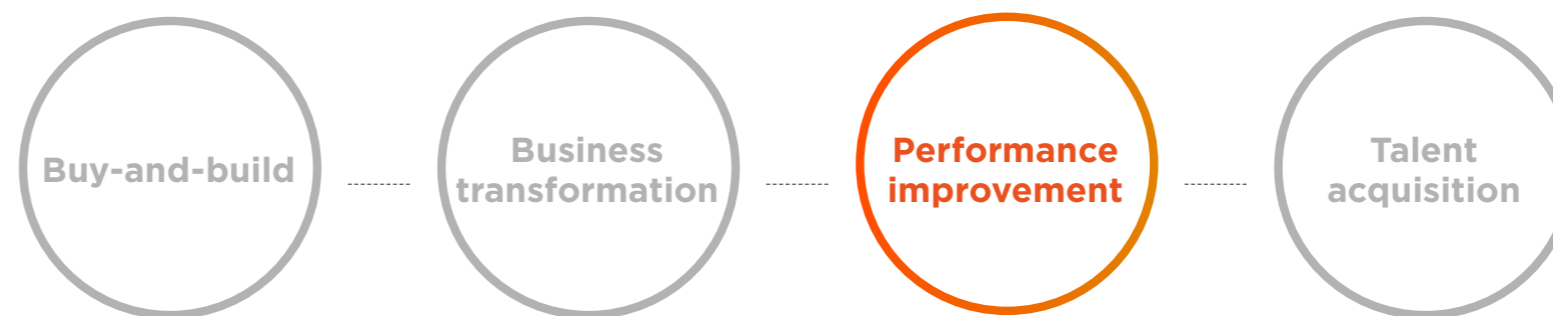 Buy-and-build
Business
transformation
Performance
improvement
Talent
acquisition